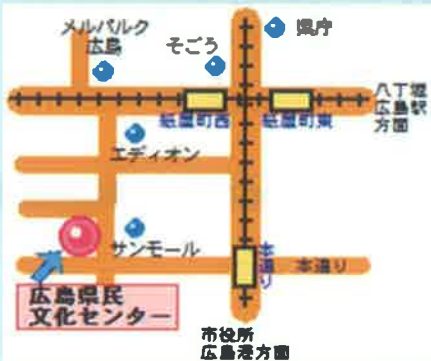 メルパルク
広島
そごう
県庁
八丁堀
広島駅
方面
紙屋町西
紙屋町東
エディオン
サンモール
本通り
本通り
広島県民
文化センター
市役所
広島港方面